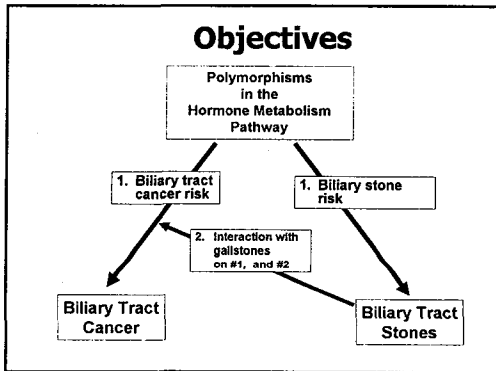 Objectives
Polymorphisms
in the
Hormone Metabolism
Pathway
1. Biliary tract
cancer risk
1. Biliary stone
risk
2. Interaction with
gallstones
on #1, and #2
Biliary Tract
Cancer
Biliary Tract
Stones